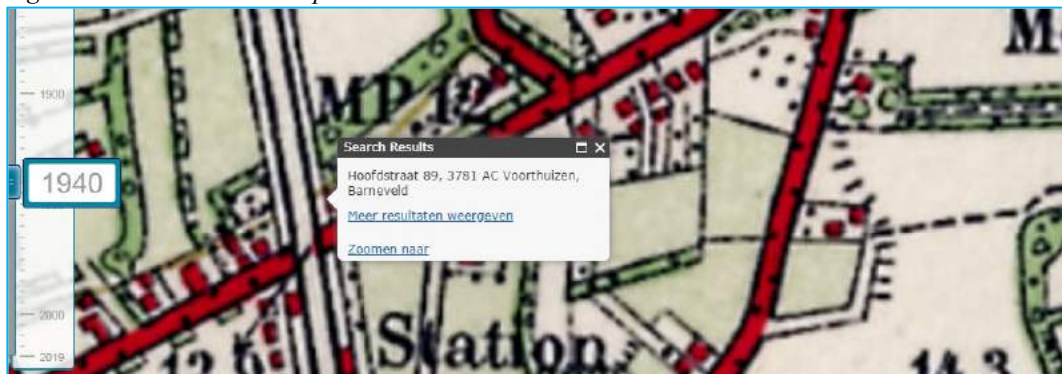 1900
MP 12
Search Results
Hoofdstraat 89, 3781 AC Voorthuizen,
Barneveld
1940
Meer resultaten weergeven
Zoomen naar
2000
Station
2019
12.6
14.3